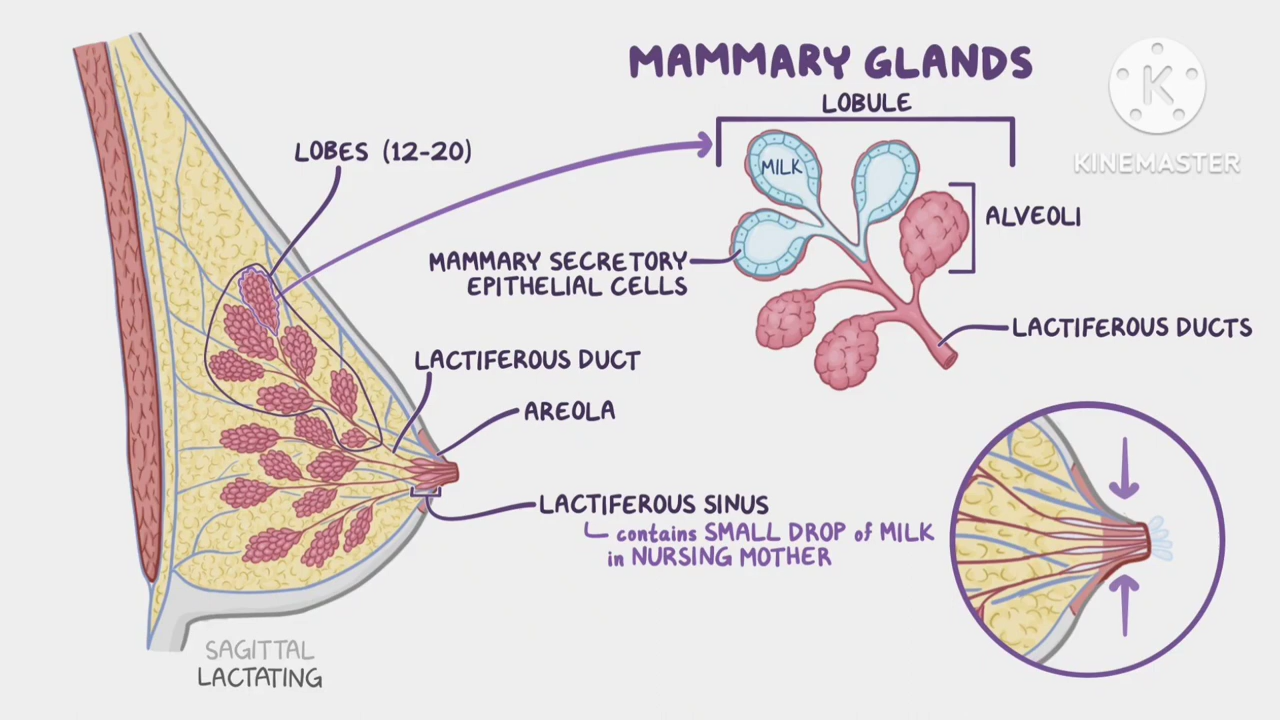 MAMMARY GLANDS
LOBULE
K
KINEMASTER
LOBES (12-20)
MILK
ALVEOLI
MAMMARY SECRETORY
EPITHELIAL CELLS
LACTIFEROUS DUCTS
LACTIFEROUS DUCT
AREOLA
LACTIFEROUS SINUS
contains SMALL DROP of MILK
in NURSING MOTHER
SAGITTAL
LACTATING